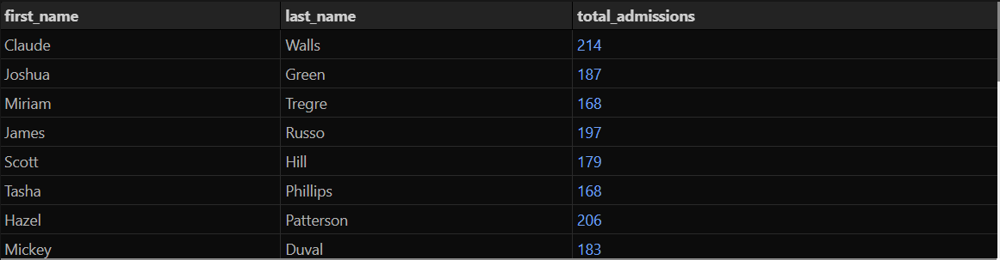 first_name last_name total_admissions
Claude Walls 214
Joshua Green 187
Miriam Tregre 168
James Russo 197
Scott Hill 179
Tasha Phillips 168
Hazel Patterson 206
Mickey Duval 183